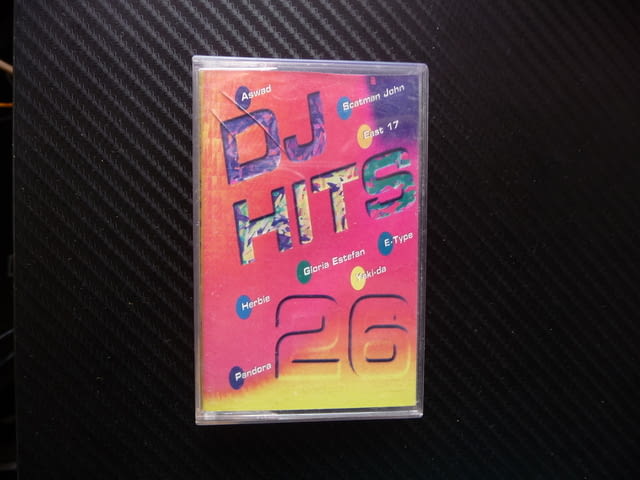 Aswad
Scatman John
DJ
East 17
HITS
E-Type
Gloria Estefan
Yaki-da
Herbie
26
Pandora